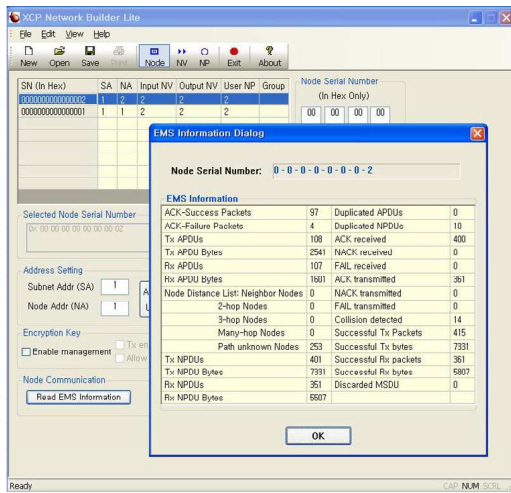 XCP Network Builder Lite
File Edit View Help
New Open Save Print Node NV NP Exit About
SN (In Hex) SA NA Input NV Output NV User NP Group
0000000000000002 1 2 2 2 2
0000000000000001 1 1 2 2 2
Node Serial Number
(In Hex Only)
00 00 00 00
Selected Node Serial Number
0x 00 00 00 00 00 00 00 02
Address Setting
Subnet Addr (SA) 1
Node Addr (NA) 1
Encryption Key
Enable management
Allow
Node Communication
Read EMS Information
EMS Information Dialog
Node Serial Number: 0 - 0 - 0 - 0 - 0 - 0 - 0 - 2
EMS Information
ACK-Success Packets 97 Duplicated APDUs 0
ACK-Failure Packets 4 Duplicated NPDUs 10
Tx APDUs 108 ACK received 400
Tx APDU Bytes 2541 NACK received 0
Rx APDUs 107 FAIL received 0
Rx APDU Bytes 1601 ACK transmitted 361
Node Distance List: Neighbor Nodes 0 NACK transmitted 0
2-hop Nodes 0 FAIL transmitted 0
3-hop Nodes 0 Collision detected 14
Many-hop Nodes 0 Successful Tx Packets 415
Path unknown Nodes 253 Successful Tx bytes 7331
Tx NPDUs 401 Successful Rx packets 361
Tx NPDU Bytes 7331 Successful Rx bytes 5807
Rx NPDUs 351 Discarded MSDU 0
Rx NPDU Bytes 5507
OK
Ready CAP NUM SCRL